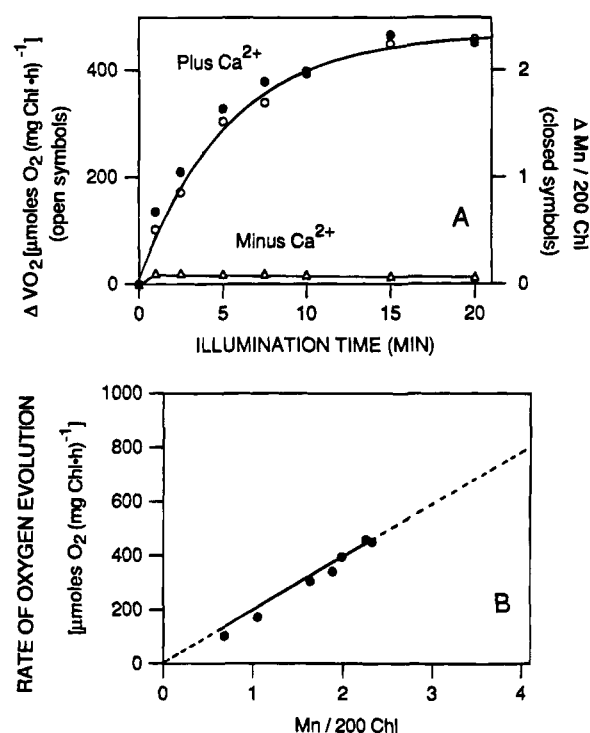 Δ VO₂ [µmoles O₂ (mg Chl•h)⁻¹]
(open symbols)
400
200
0
Plus Ca²⁺
Minus Ca²⁺
A
2
1
0
Δ Mn / 200 Chl
(closed symbols)
0 5 10 15 20
ILLUMINATION TIME (MIN)
RATE OF OXYGEN EVOLUTION
[µmoles O₂ (mg Chl•h)⁻¹]
1000
800
600
400
200
0
B
0 1 2 3 4
Mn / 200 Chl